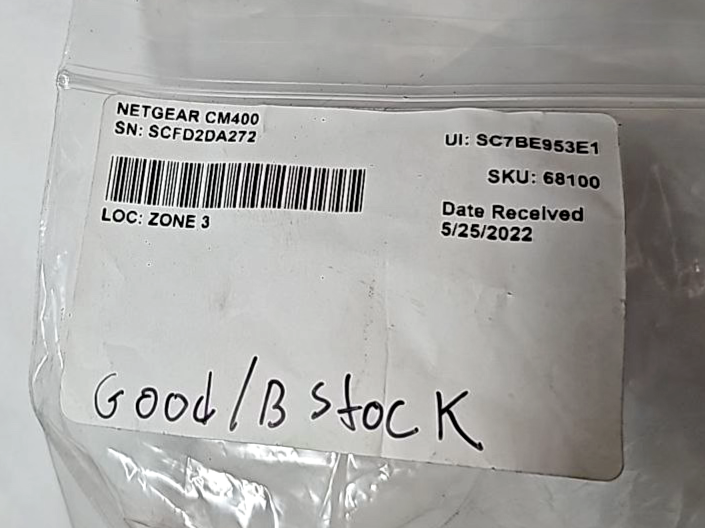 NETGEAR CM400
SN: SCFD2DA272
UI: SC7BE953E1
SKU: 68100
LOC: ZONE 3
Date Received
5/25/2022
Good/B stock